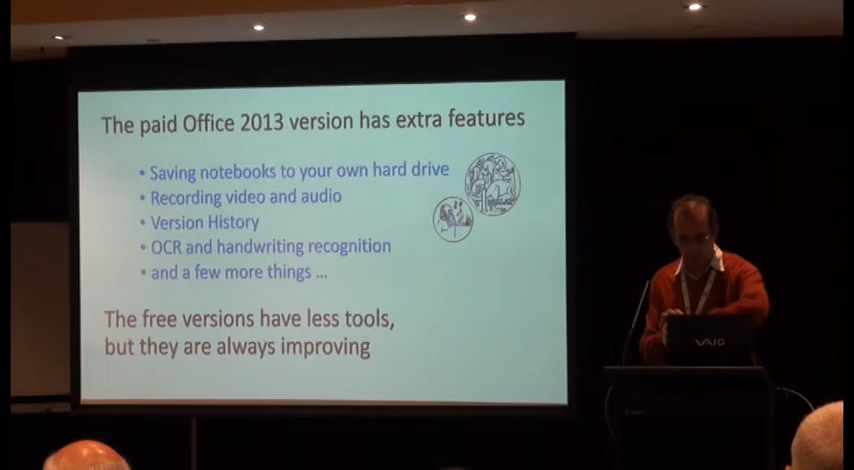 The paid Office 2013 version has extra features
• Saving notebooks to your own hard drive
• Recording video and audio
• Version History
• OCR and handwriting recognition
• and a few more things ...
The free versions have less tools,
but they are always improving
VAIO